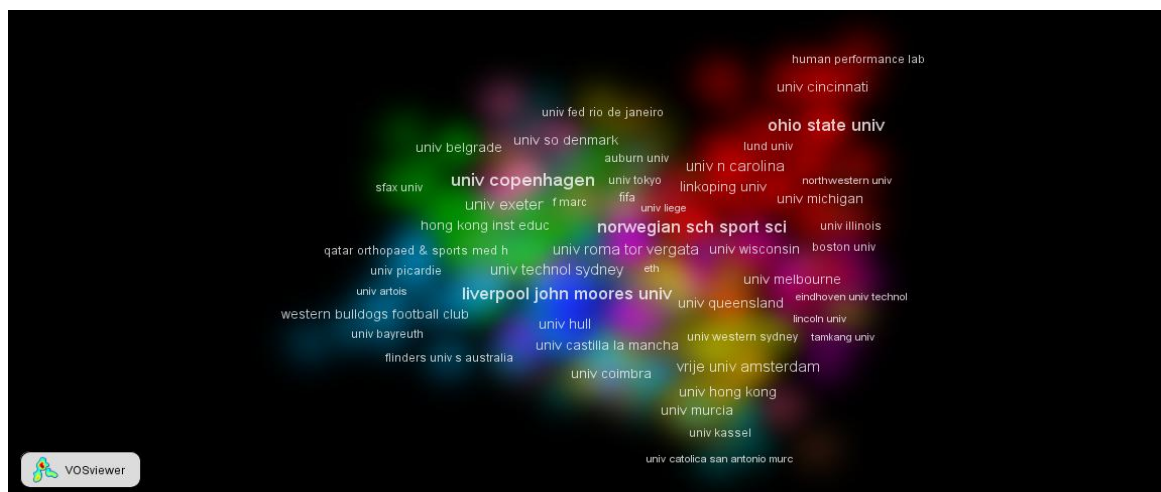 human performance lab
univ cincinnati
univ fed rio de janeiro
ohio state univ
univ so denmark
univ belgrade
lund univ
auburn univ
univ n carolina
univ copenhagen
univ tokyo
northwestern univ
sfax univ
linkoping univ
fifa
univ michigan
f marc
univ exeter
univ liege
hong kong inst educ
norwegian sch sport sci
univ illinois
boston univ
qatar orthopaed & sports med h
univ roma tor vergata
univ wisconsin
univ picardie
univ technol sydney
eth
univ melbourne
univ artois
liverpool john moores univ
eindhoven univ technol
univ queensland
western bulldogs football club
lincoln univ
univ hull
univ bayreuth
univ western sydney
tamkang univ
univ castilla la mancha
flinders univ s australia
vrije univ amsterdam
univ coimbra
univ hong kong
univ murcia
univ kassel
univ catolica san antonio murc
VOSviewer